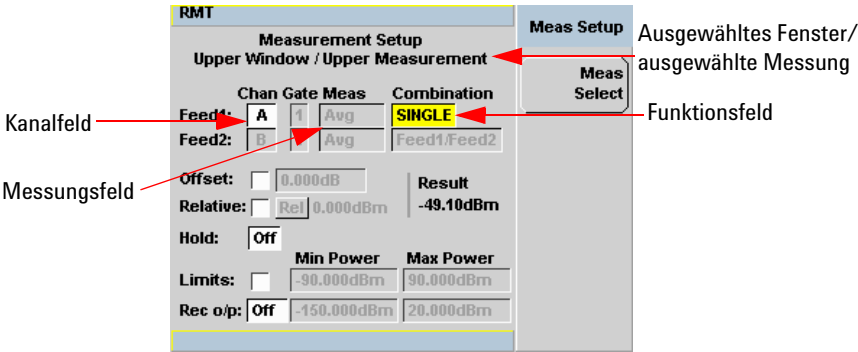 RMT
Measurement Setup
Upper Window / Upper Measurement
Chan Gate Meas Combination
Feed1: A 1 Avg SINGLE
Feed2: B Avg Feed1/Feed2
Offset: 0.000dB
Relative: Rel 0.000dBm
Result
-49.10dBm
Hold: Off
Min Power Max Power
Limits: -90.000dBm 90.000dBm
Rec o/p: Off -150.000dBm 20.000dBm
Meas Setup
Meas
Select
Ausgewähltes Fenster/
ausgewählte Messung
Funktionsfeld
Kanalfeld
Messungsfeld